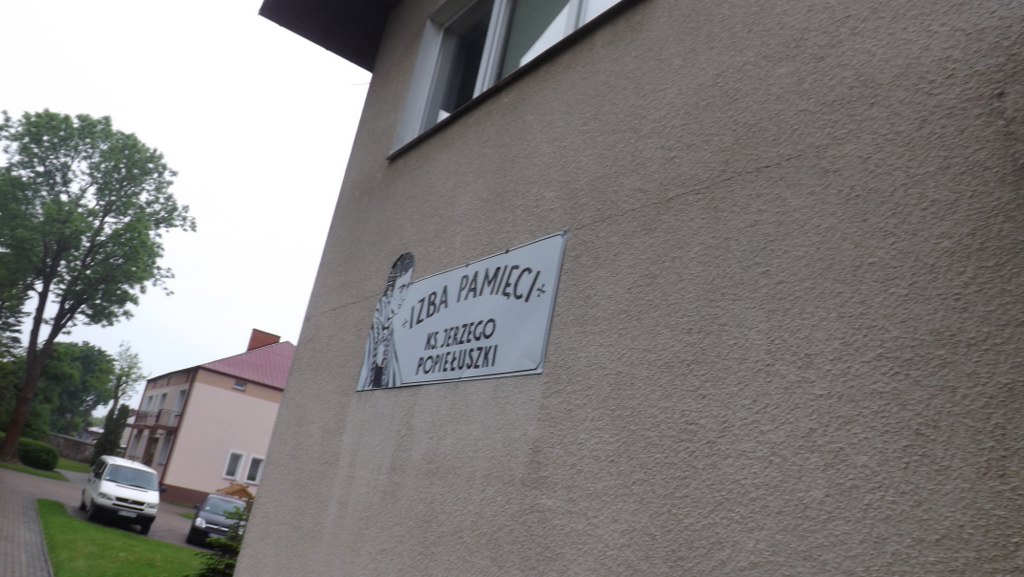 IZBA PAMIĘCI
KS. JERZEGO
POPIEŁUSZKI